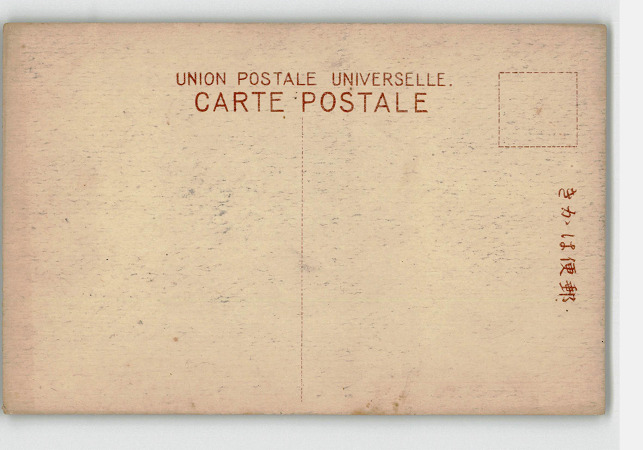 UNION POSTALE UNIVERSELLE.
CARTE POSTALE
きかは便郵